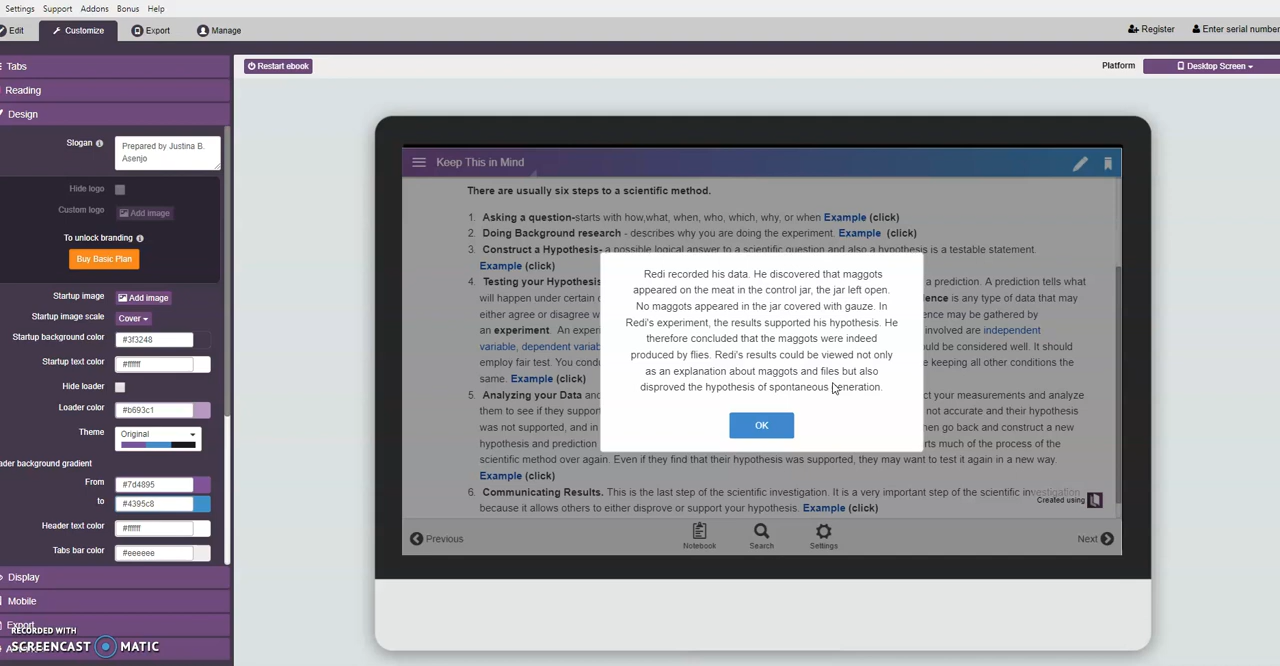 Settings Support Addons Bonus Help
Edit Customize Export Manage Register Enter serial number
Tabs
Restart ebook Platform Desktop Screen
Reading
Design
Slogan Prepared by Justina B.
Asenjo
Hide logo
Custom logo Add image
To unlock branding
Buy Basic Plan
Startup image Add image
Startup image scale Cover
Startup background color #3f3248
Startup text color #ffffff
Hide loader
Loader color #b693c1
Theme Original
ader background gradient
From #7d4895
to #4395c8
Header text color #ffffff
Tabs bar color #eeeeee
Display
Mobile
Export
RECORDED WITH
SCREENCAST MATIC
Keep This in Mind
There are usually six steps to a scientific method.
1. Asking a question-starts with how,what, when, who, which, why, or when Example (click)
2. Doing Background research - describes why you are doing the experiment. Example (click)
3. Construct a Hypothesis- a possible logical answer to a scientific question and also a hypothesis is a testable statement.
Example (click)
4. Testing your Hypothesis a prediction. A prediction tells what
will happen under certain is any type of data that may
either agree or disagree ence may be gathered by
an experiment. An involved are independent
variable, dependent could be considered well. It should
employ fair test. You keeping all other conditions the
same. Example (click)
5. Analyzing your Data and ct your measurements and analyze
them to see if they not accurate and their hypothesis
was not supported, and in en go back and construct a new
hypothesis and prediction rts much of the process of the
scientific method over again. Even if they find that their hypothesis was supported, they may want to test it again in a new way.
Example (click)
6. Communicating Results. This is the last step of the scientific investigation. It is a very important step of the scientific investigation
because it allows others to either disprove or support your hypothesis. Example (click)
Created using
Redi recorded his data. He discovered that maggots
appeared on the meat in the control jar, the jar left open.
No maggots appeared in the jar covered with gauze. In
Redi's experiment, the results supported his hypothesis. He
therefore concluded that the maggots were indeed
produced by flies. Redi's results could be viewed not only
as an explanation about maggots and files but also
disproved the hypothesis of spontaneous generation.
OK
Previous Notebook Search Settings Next